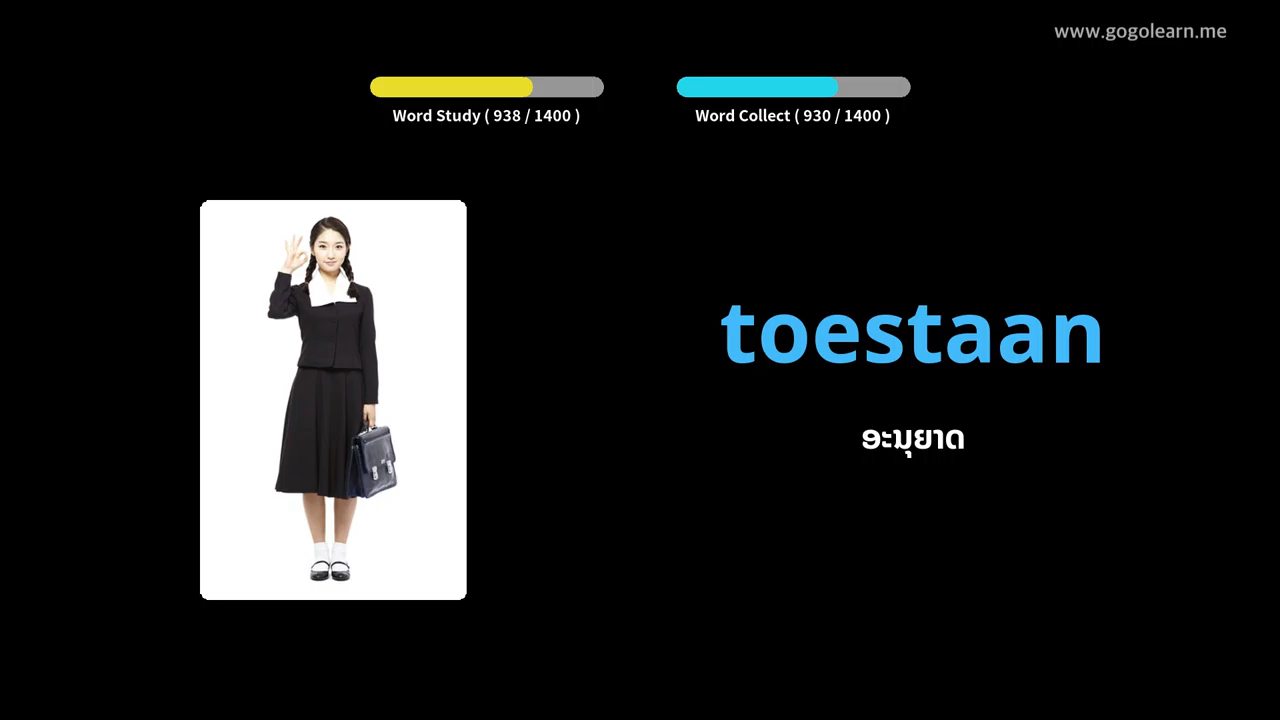 www.gogolearn.me
Word Study ( 938 / 1400 )
Word Collect ( 930 / 1400 )
toestaan
ອະນຸຍາດ